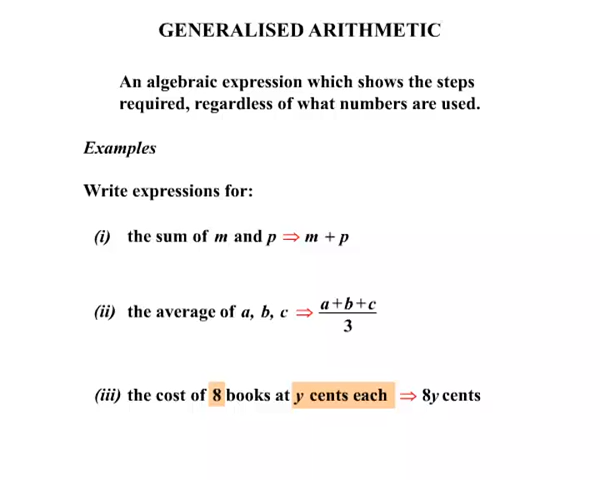 GENERALISED ARITHMETIC
An algebraic expression which shows the steps
required, regardless of what numbers are used.
Examples
Write expressions for:
(i) the sum of m and p ⇒ m + p
(ii) the average of a, b, c ⇒ a+b+c
3
(iii) the cost of 8 books at y cents each ⇒ 8y cents